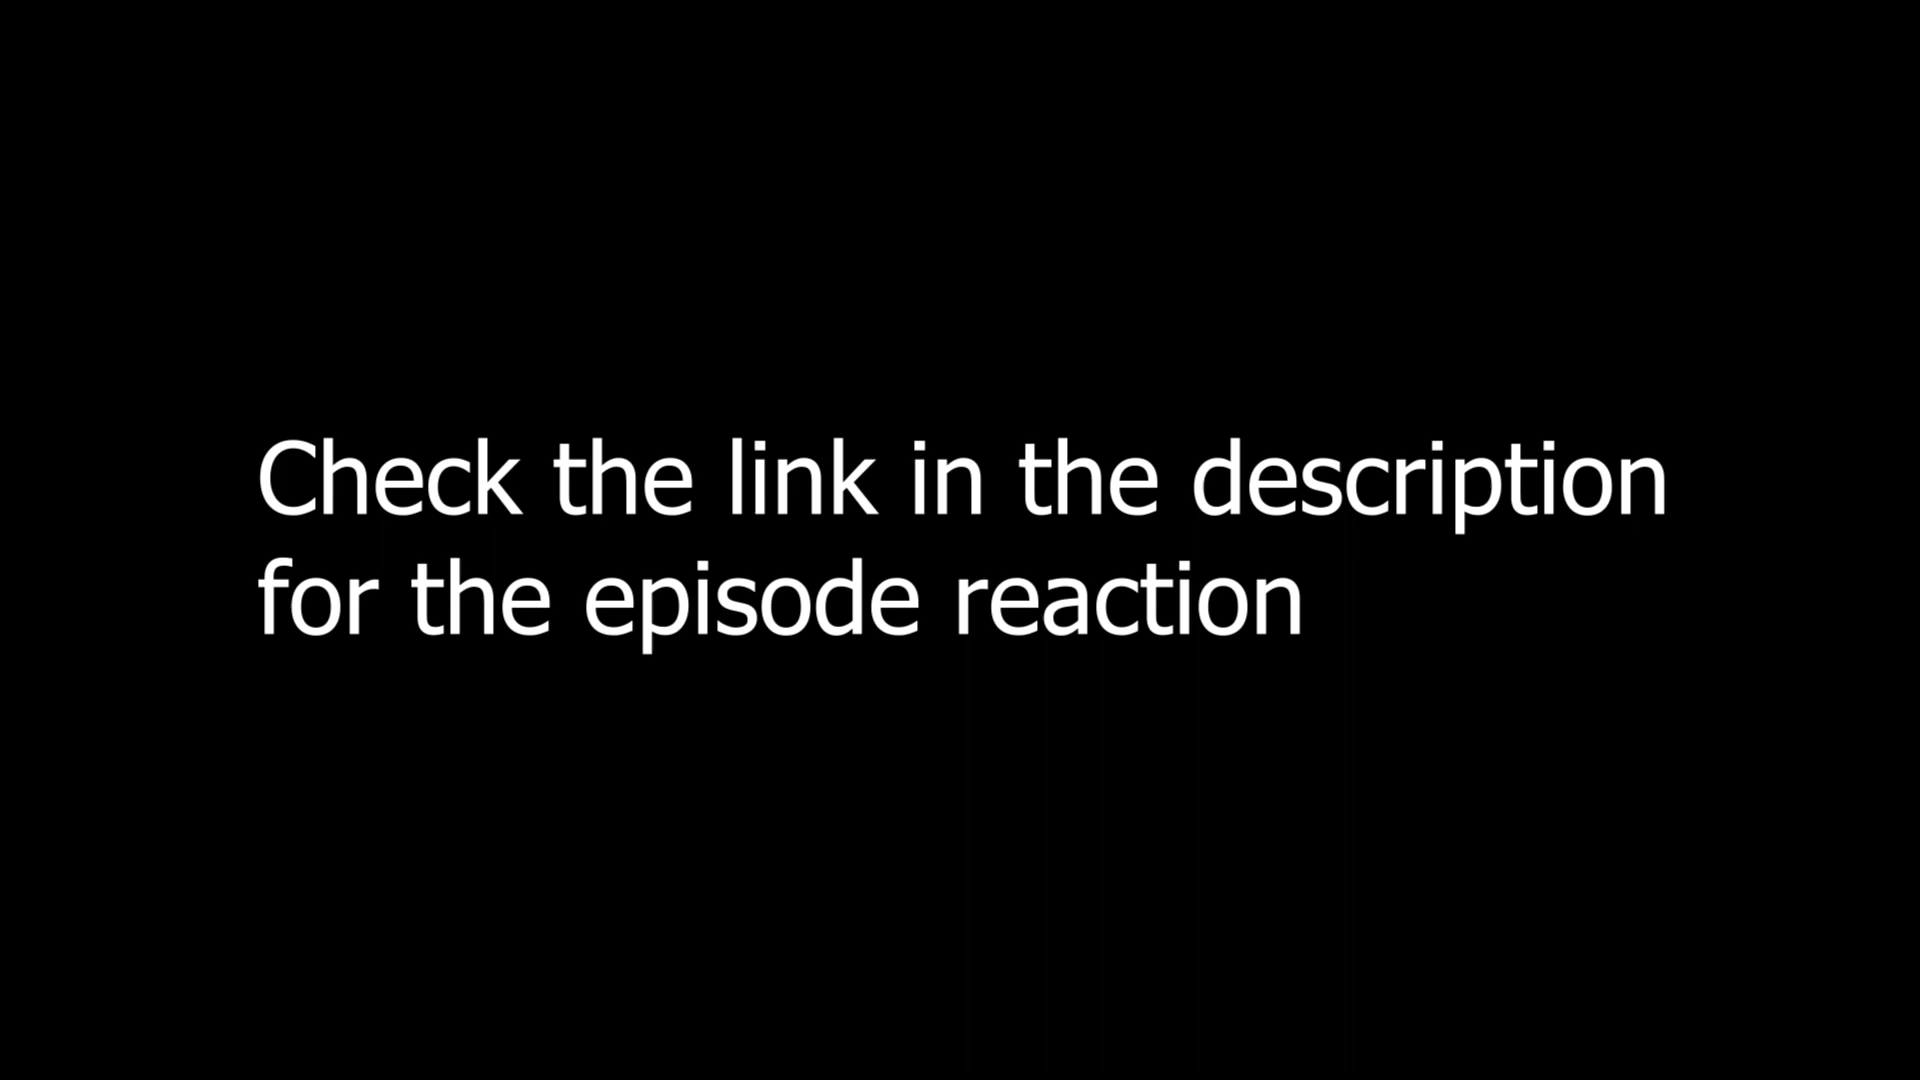 Check the link in the description
for the episode reaction